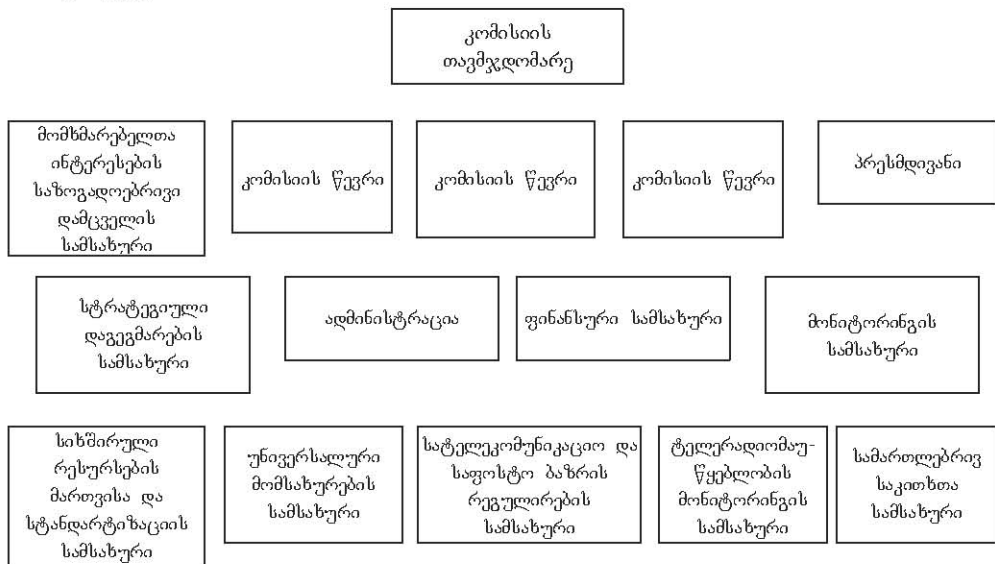 კომისიის
თავმჯდომარე
მომხმარებელთა
ინტერესების
საზოგადოებრივი
დამცველის
სამსახური
კომისიის წევრი
კომისიის წევრი
კომისიის წევრი
პრესმდივანი
სტრატეგიული
დაგეგმარების
სამსახური
ადმინისტრაცია
ფინანსური სამსახური
მონიტორინგის
სამსახური
სიხშირული
რესურსების
მართვისა და
სტანდარტიზაციის
სამსახური
უნივერსალური
მომსახურების
სამსახური
სატელეკომუნიკაციო და
საფოსტო ბაზრის
რეგულირების
სამსახური
ტელერადიომაუ-
წყებლობის
მონიტორინგის
სამსახური
სამართლებრივ
საკითხთა
სამსახური